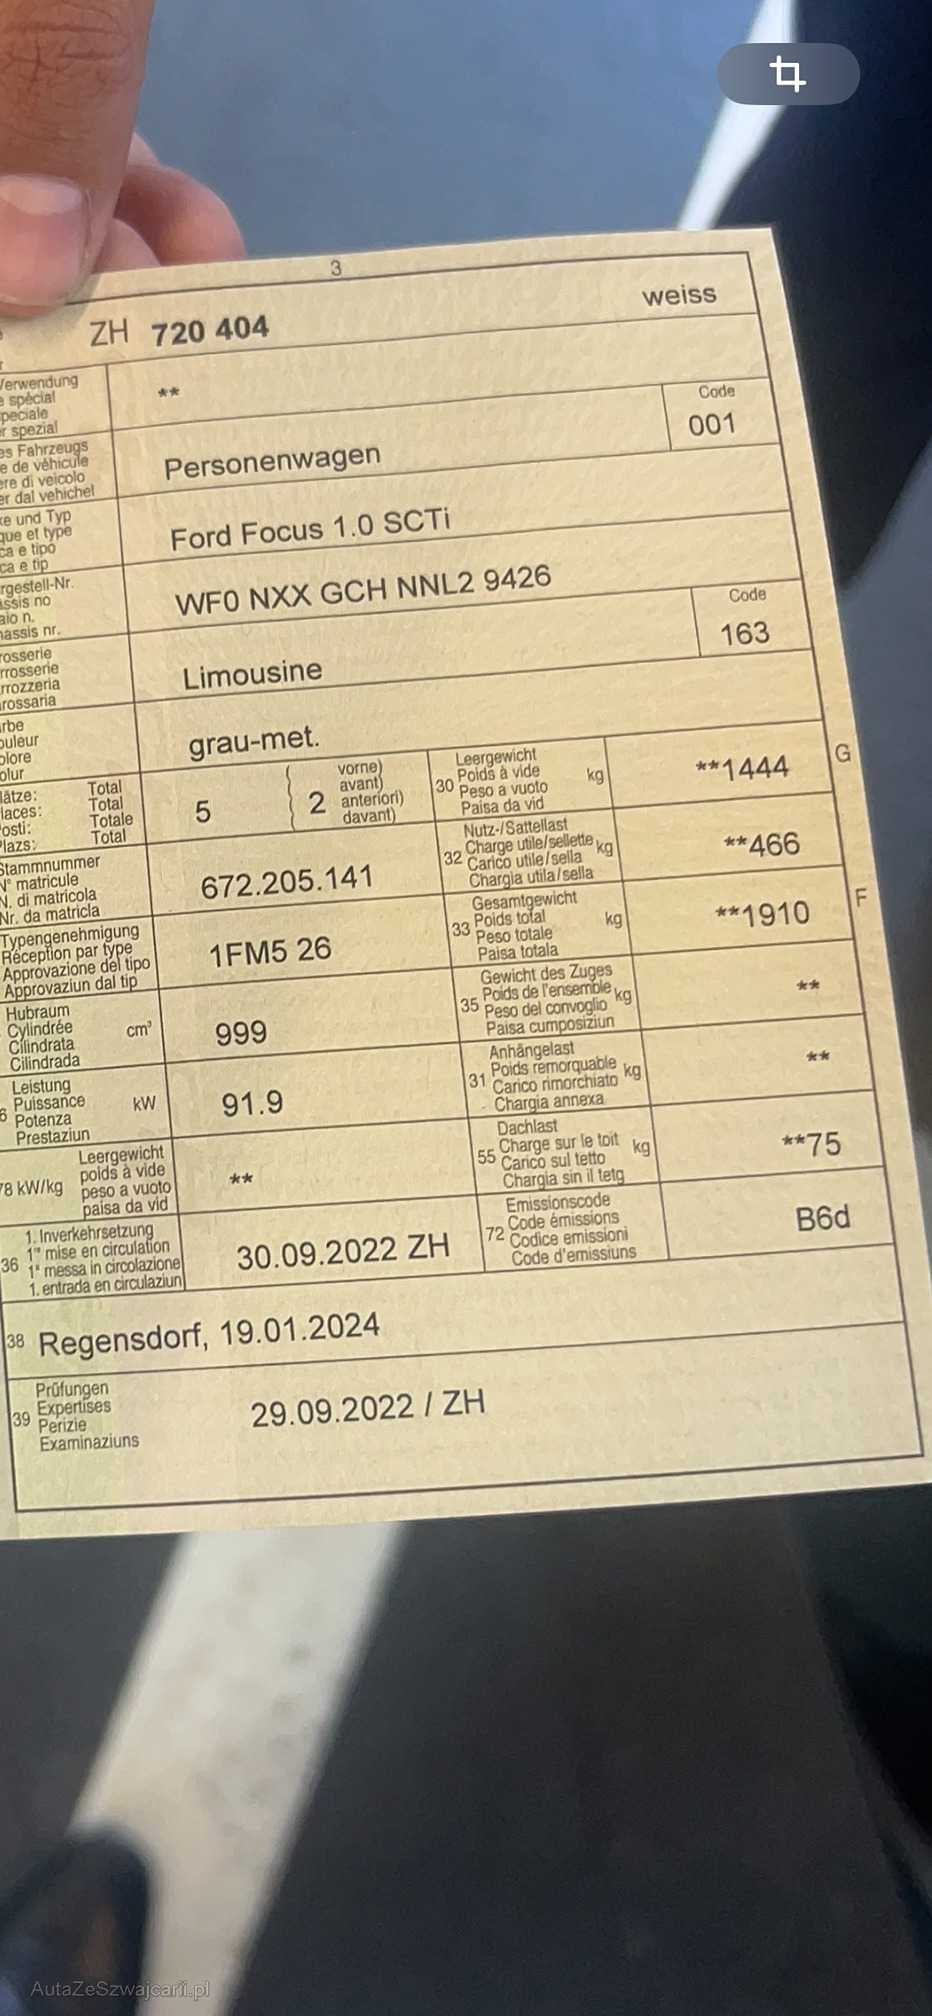 3
ZH 720 404 weiss
Verwendung
spécial
speciale
spezial
**
es Fahrzeugs
e de véhicule
ere di veicolo
er dal vehichel
Personenwagen
Code
001
ke und Typ
que et type
ca e tipo
ca e tip
Ford Focus 1.0 SCTi
rgestell-Nr.
assis no
aio n.
hassis nr.
WF0 NXX GCH NNL2 9426
rosserie
rrosserie
rrozzeria
rossaria
Limousine
Code
163
rbe
ouleur
olore
olur
grau-met.
lätze: Total
laces: Total
osti: Totale
lazs: Total
5
2
vorne)
avant)
anteriori)
davant)
30
Leergewicht
Poids à vide
Peso a vuoto
Paisa da vid
kg
**1444
G
Stammnummer
N° matricule
N. di matricola
Nr. da matricla
672.205.141
32
Nutz-/Sattellast
Charge utile/sellette
Carico utile/sella
Chargia utila/sella
kg
**466
Typengenehmigung
Réception par type
Approvazione del tipo
Approvaziun dal tip
1FM5 26
33
Gesamtgewicht
Poids total
Peso totale
Paisa totala
kg
**1910
F
Hubraum
Cylindrée
Cilindrata
Cilindrada
cm³
999
35
Gewicht des Zuges
Poids de l'ensemble
Peso del convoglio
Paisa cumposiziun
kg
**
6
Leistung
Puissance
Potenza
Prestaziun
kW
91.9
31
Anhängelast
Poids remorquable
Carico rimorchiato
Chargia annexa
kg
**
78 kW/kg
Leergewicht
poids à vide
peso a vuoto
paisa da vid
**
55
Dachlast
Charge sur le toit
Carico sul tetto
Chargia sin il tetg
kg
**75
36
1. Inverkehrsetzung
1re mise en circulation
1a messa in circolazione
1. entrada en circulaziun
30.09.2022 ZH
72
Emissionscode
Code émissions
Codice emissioni
Code d'emissiuns
B6d
38 Regensdorf, 19.01.2024
39
Prüfungen
Expertises
Perizie
Examinaziuns
29.09.2022 / ZH
AutaZeSzwajcarii.pl